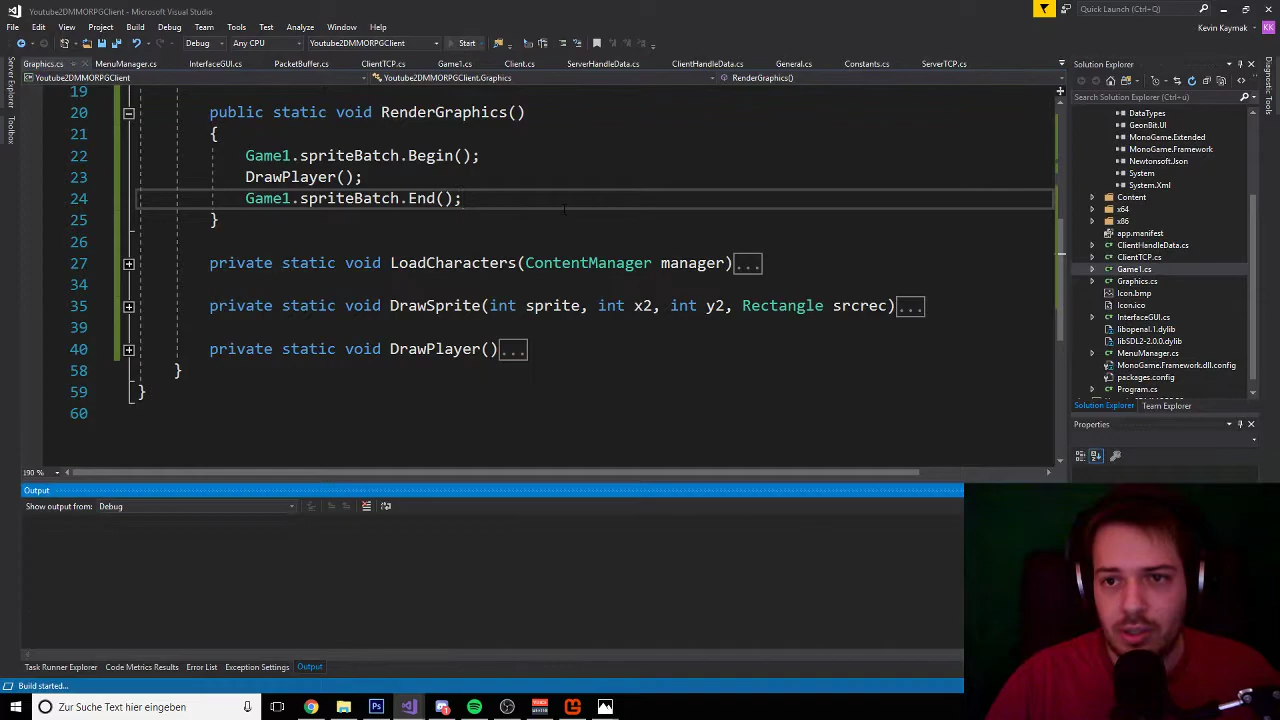 Youtube2DMMORPGClient - Microsoft Visual Studio
Quick Launch (Ctrl+Q)
File Edit View Project Build Debug Team Tools Test Analyze Window Help
Kevin Kaymak KK
Debug Any CPU Youtube2DMMORPGClient Start
Graphics.cs MenuManager.cs InterfaceGUI.cs PacketBuffer.cs ClientTCP.cs Game1.cs Client.cs ServerHandleData.cs ClientHandleData.cs General.cs Constants.cs ServerTCP.cs
Youtube2DMMORPGClient Youtube2DMMORPGClient.Graphics RenderGraphics()
Server Explorer
Toolbox
19
20 public static void RenderGraphics()
21 {
22 Game1.spriteBatch.Begin();
23 DrawPlayer();
24 Game1.spriteBatch.End();
25 }
26
27 private static void LoadCharacters(ContentManager manager)...
34
35 private static void DrawSprite(int sprite, int x2, int y2, Rectangle srcrec)...
39
40 private static void DrawPlayer()...
58 }
59 }
60
190 %
Solution Explorer
Search Solution Explorer (Ctrl+ü)
DataTypes
GeonBit.UI
MonoGame.Extended
MonoGame.Framework
Newtonsoft.Json
System
System.Xml
Content
x64
x86
app.manifest
ClientHandleData.cs
ClientTCP.cs
Game1.cs
Graphics.cs
Icon.bmp
Icon.ico
InterfaceGUI.cs
libopenal.1.dylib
libSDL2-2.0.0.dylib
MenuManager.cs
MonoGame.Framework.dll.config
packages.config
Program.cs
Solution Explorer Team Explorer
Properties
Diagnostic Tools
Output
Show output from: Debug
Task Runner Explorer Code Metrics Results Error List Exception Settings Output
Build started...
Zur Suche Text hier eingeben
Ps